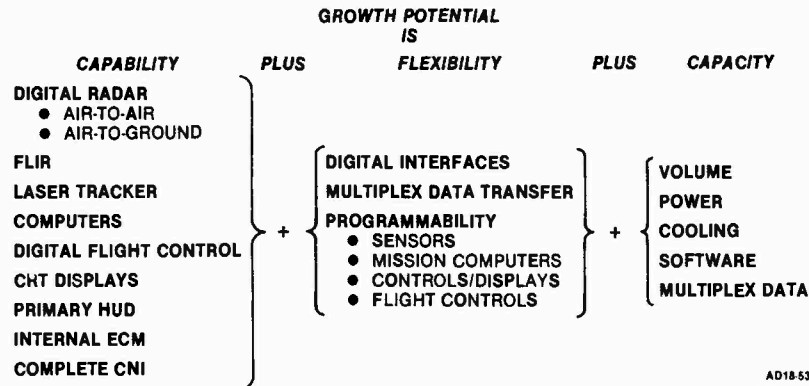 GROWTH POTENTIAL
IS
CAPABILITY PLUS FLEXIBILITY PLUS CAPACITY
DIGITAL RADAR
● AIR-TO-AIR
● AIR-TO-GROUND
FLIR
LASER TRACKER
COMPUTERS
DIGITAL FLIGHT CONTROL
CRT DISPLAYS
PRIMARY HUD
INTERNAL ECM
COMPLETE CNI
+
DIGITAL INTERFACES
MULTIPLEX DATA TRANSFER
PROGRAMMABILITY
● SENSORS
● MISSION COMPUTERS
● CONTROLS/DISPLAYS
● FLIGHT CONTROLS
+
VOLUME
POWER
COOLING
SOFTWARE
MULTIPLEX DATA
AD18-53